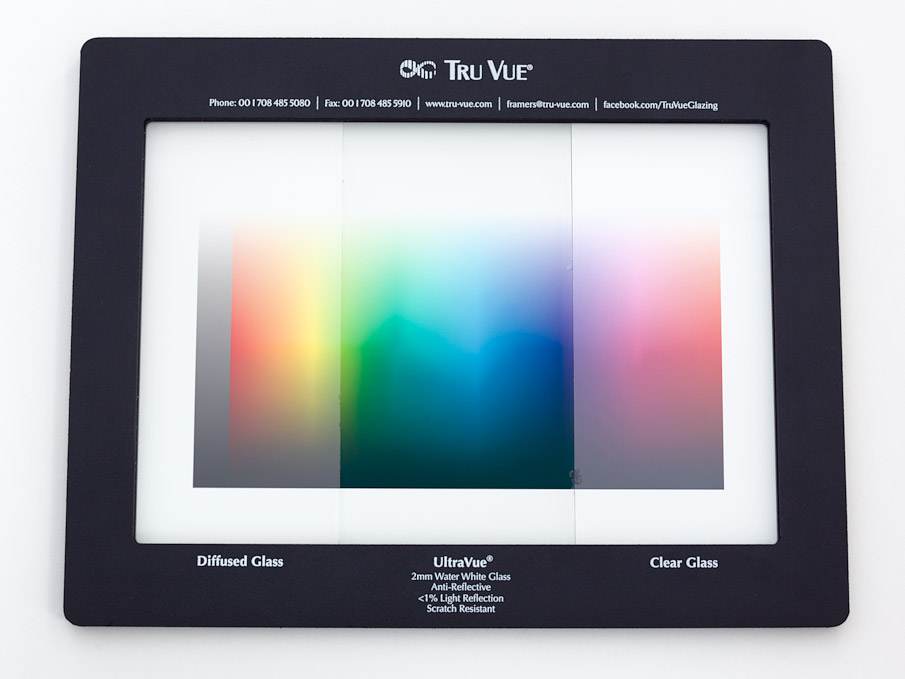 TRU VUE®
Phone: 00 1 708 485 5080 | Fax: 00 1 708 485 5910 | www.tru-vue.com | framers@tru-vue.com | facebook.com/TruVueGlazing
Diffused Glass
UltraVue®
2mm Water White Glass
Anti-Reflective
<1% Light Reflection
Scratch Resistant
Clear Glass